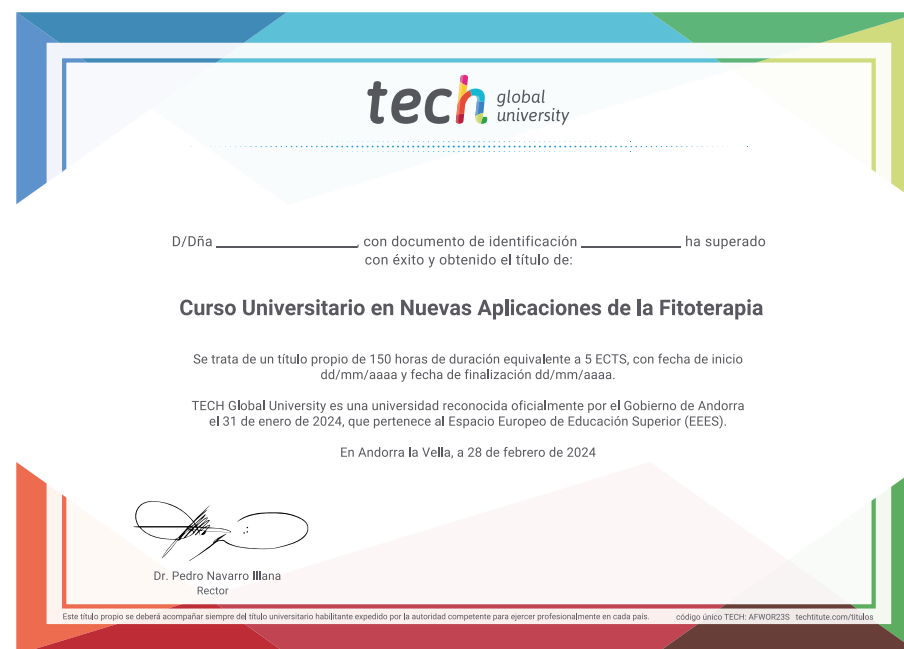 tech global university
D/Dña ________________, con documento de identificación ____________ ha superado
con éxito y obtenido el título de:
Curso Universitario en Nuevas Aplicaciones de la Fitoterapia
Se trata de un título propio de 150 horas de duración equivalente a 5 ECTS, con fecha de inicio
dd/mm/aaaa y fecha de finalización dd/mm/aaaa.
TECH Global University es una universidad reconocida oficialmente por el Gobierno de Andorra
el 31 de enero de 2024, que pertenece al Espacio Europeo de Educación Superior (EEES).
En Andorra la Vella, a 28 de febrero de 2024
Dr. Pedro Navarro Illana
Rector
Este título propio se deberá acompañar siempre del título universitario habilitante expedido por la autoridad competente para ejercer profesionalmente en cada país. código único TECH: AFWOR23S techtitute.com/titulos